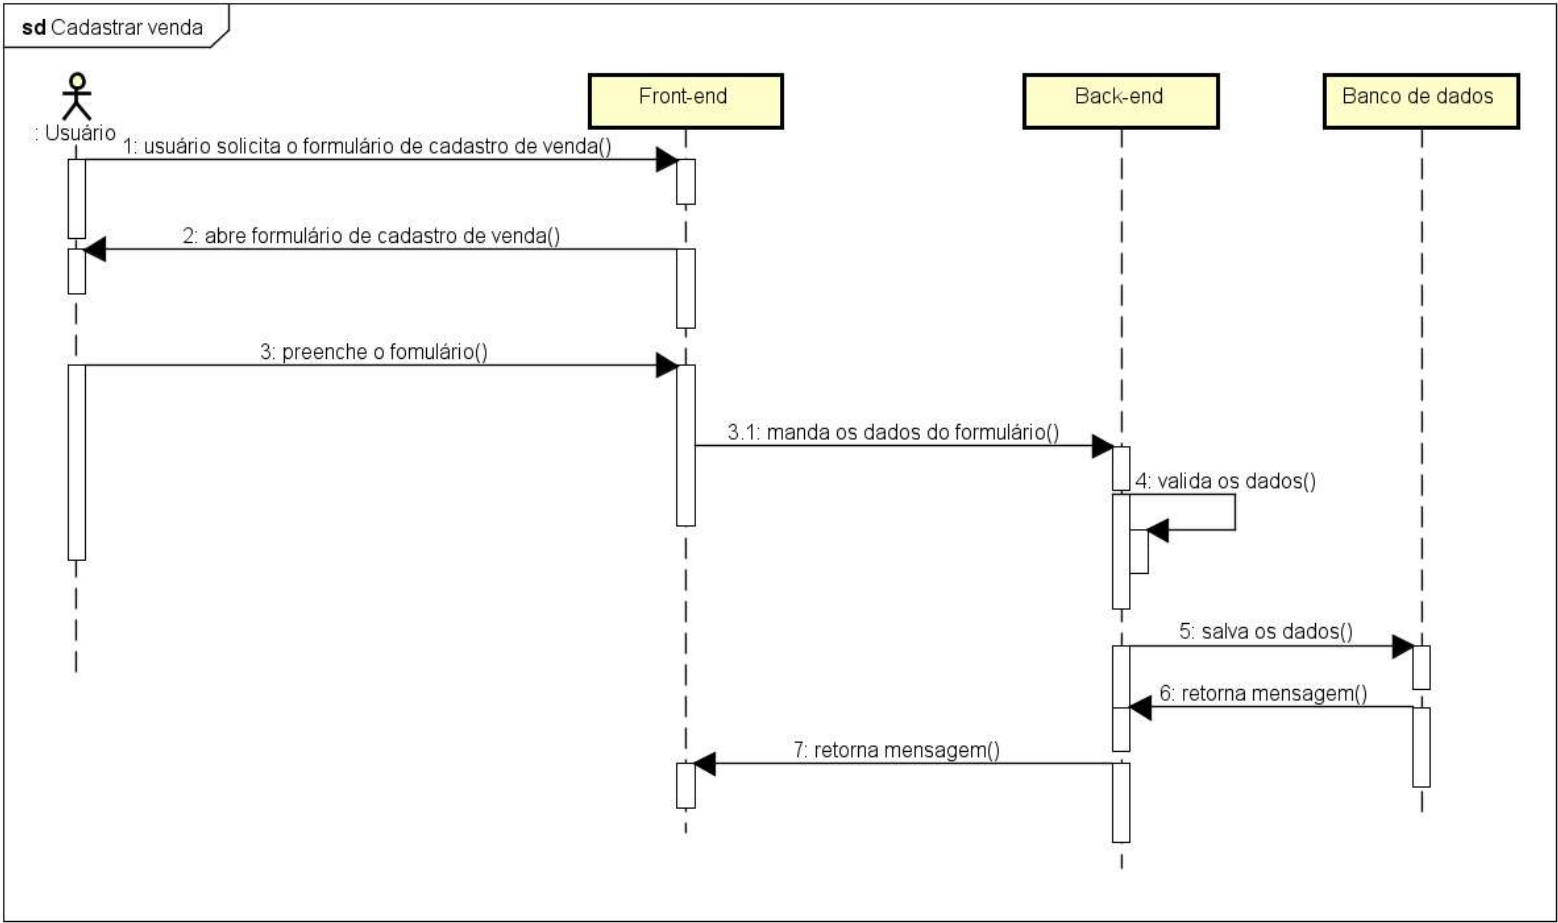 sd Cadastrar venda
: Usuário
Front-end
Back-end
Banco de dados
1: usuário solicita o formulário de cadastro de venda()
2: abre formulário de cadastro de venda()
3: preenche o fomulário()
3.1: manda os dados do formulário()
4: valida os dados()
5: salva os dados()
6: retorna mensagem()
7: retorna mensagem()